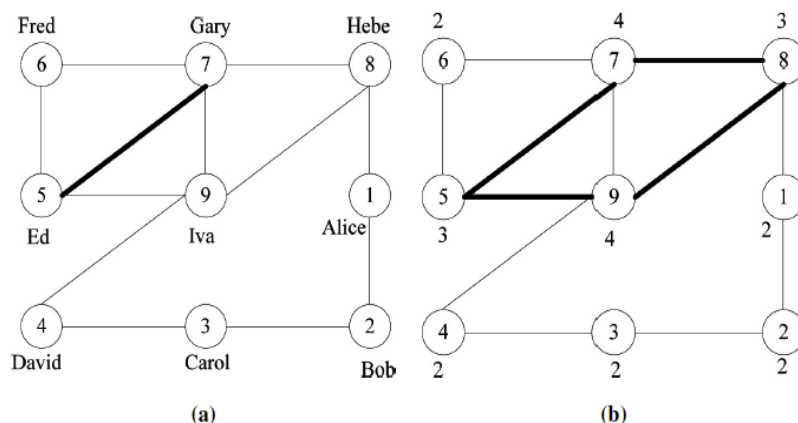 Fred Gary Hebe
6 7 8
5 9 1
Ed Iva Alice
4 3 2
David Carol Bob
(a)
2 4 3
6 7 8
5 9 1
3 4 2
4 3 2
2 2 2
(b)